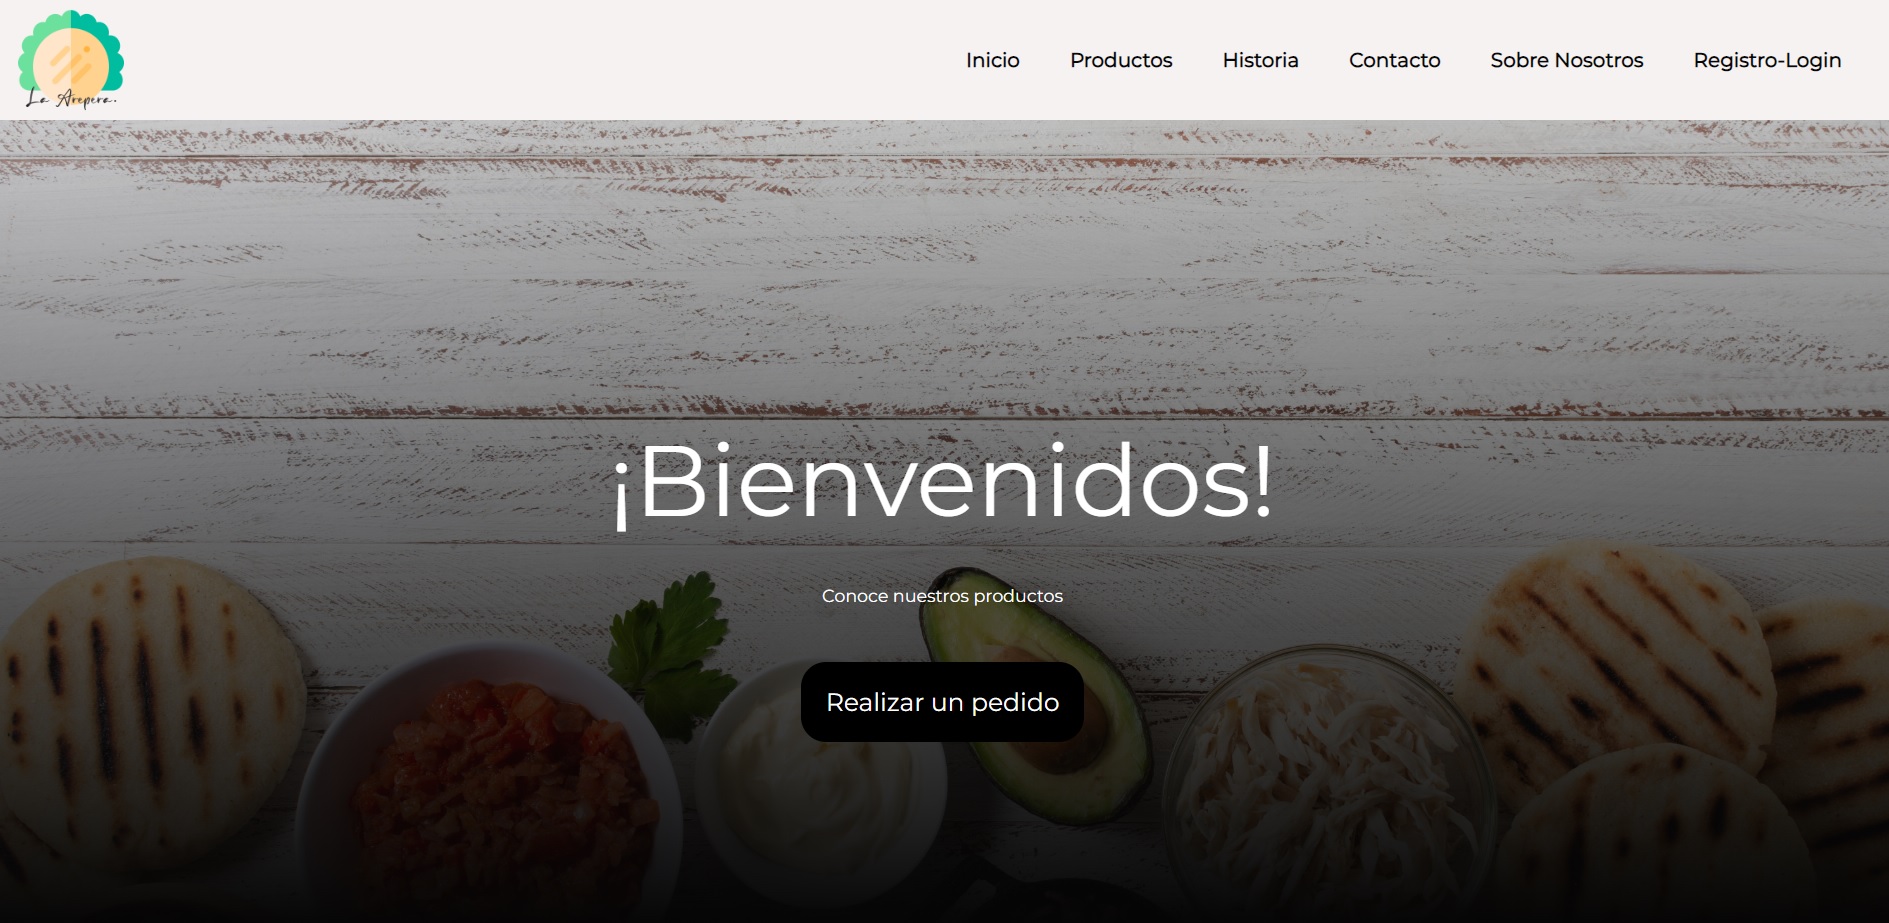 La Arepera.
Inicio Productos Historia Contacto Sobre Nosotros Registro-Login
¡Bienvenidos!
Conoce nuestros productos
Realizar un pedido